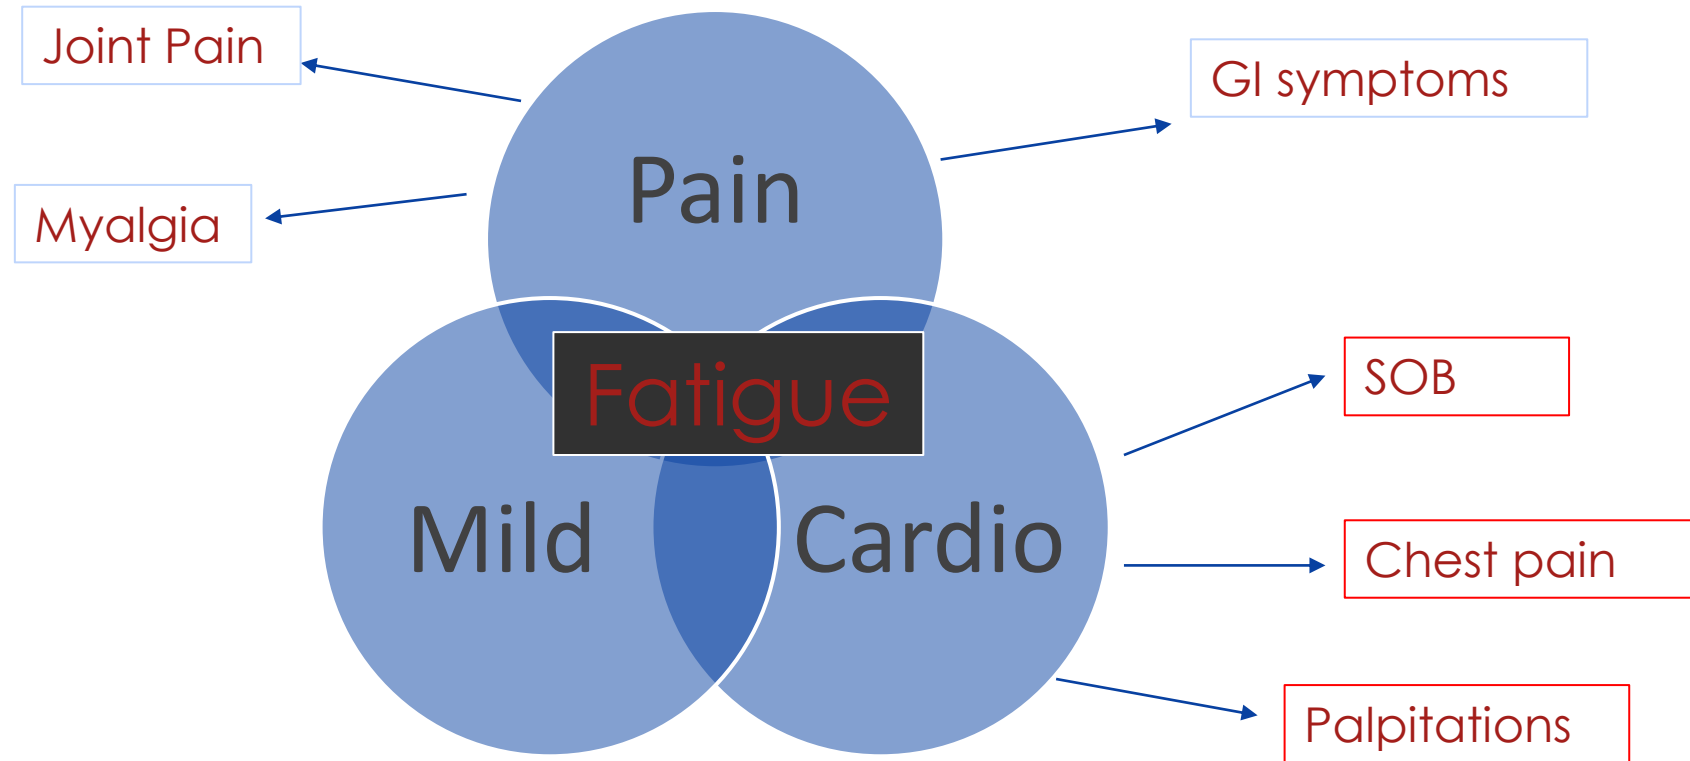 Joint Pain
GI symptoms
Pain
Myalgia
Fatigue
SOB
Mild
Cardio
Chest pain
Palpitations